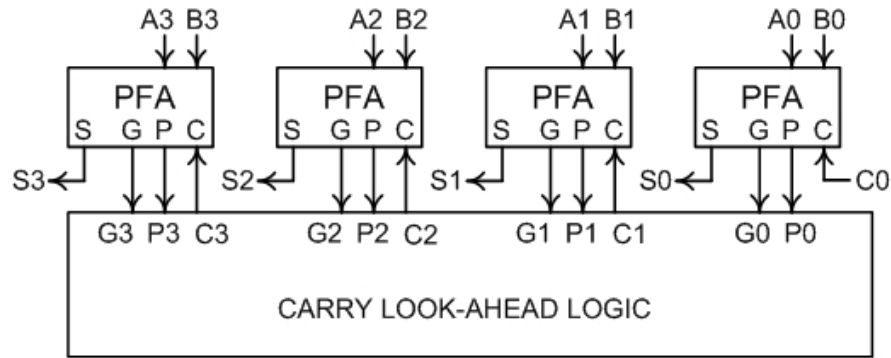 A3 B3 A2 B2 A1 B1 A0 B0
PFA PFA PFA PFA
S G P C S G P C S G P C S G P C
S3 S2 S1 S0 C0
G3 P3 C3 G2 P2 C2 G1 P1 C1 G0 P0
CARRY LOOK-AHEAD LOGIC